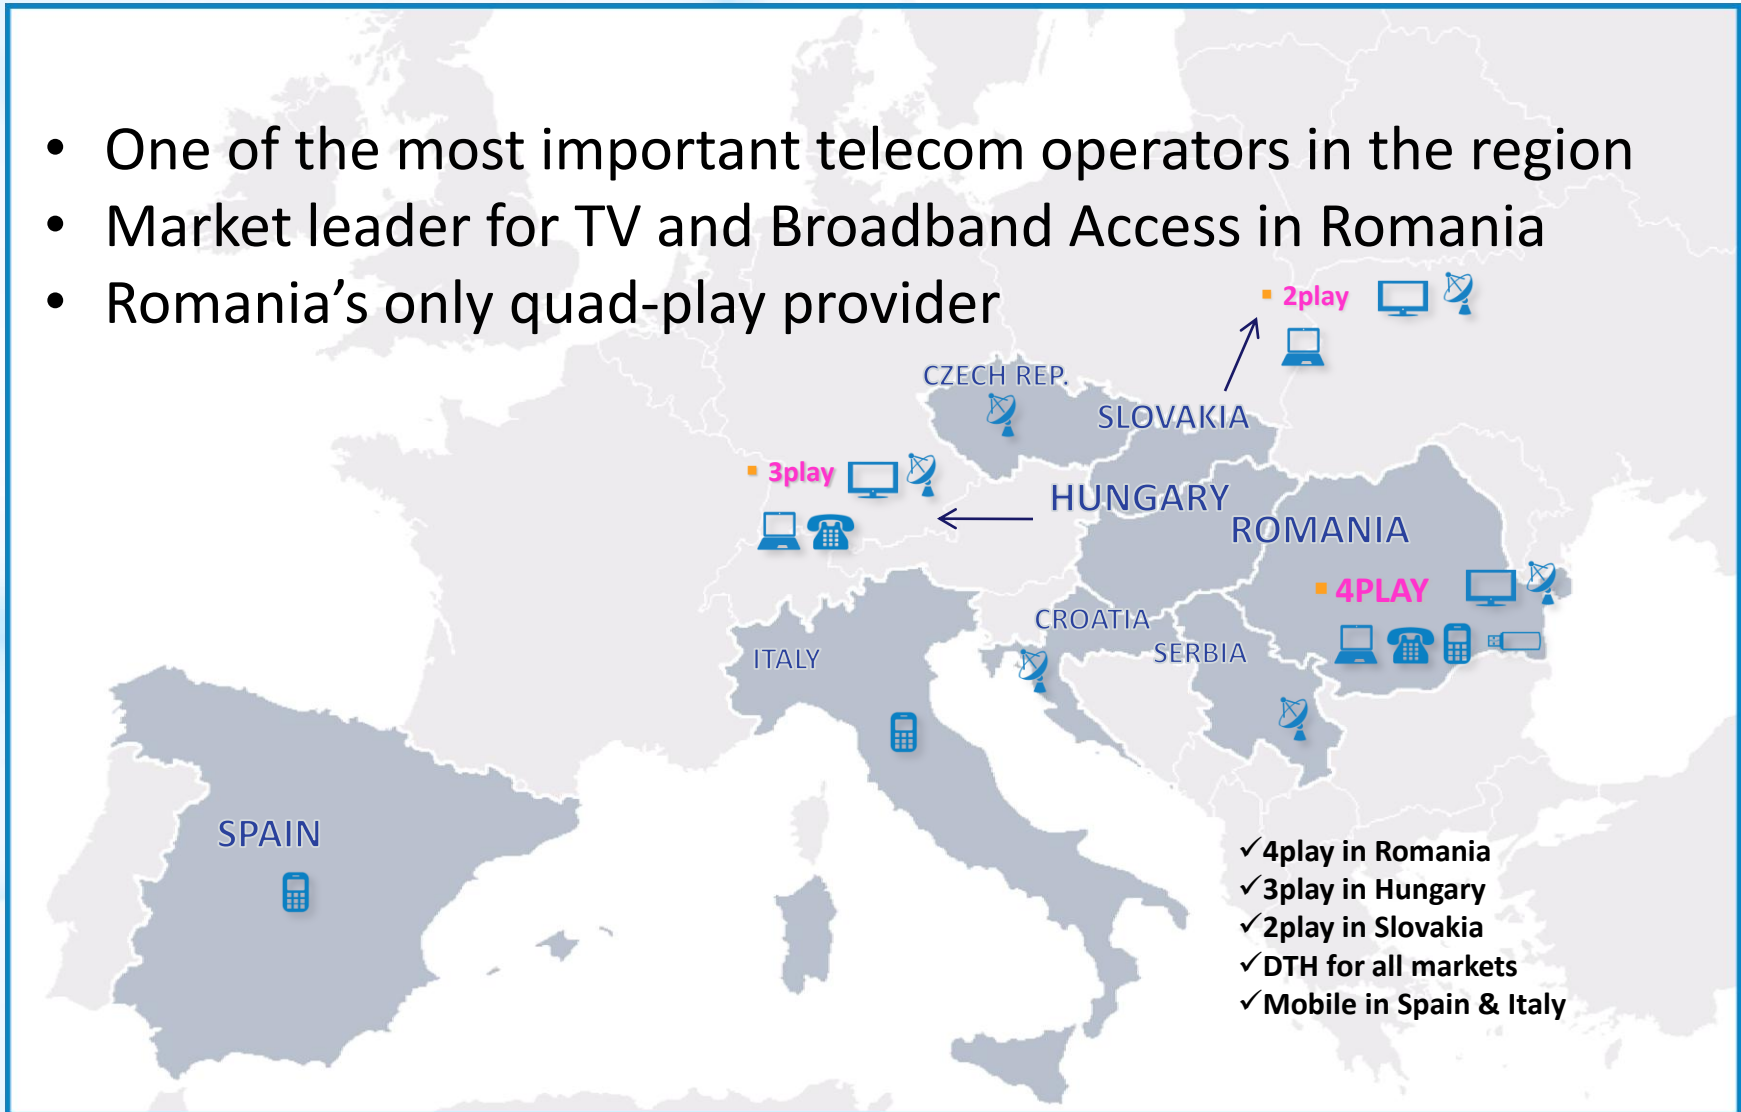 • One of the most important telecom operators in the region
• Market leader for TV and Broadband Access in Romania
• Romania’s only quad-play provider
▪ 2play
CZECH REP.
SLOVAKIA
▪ 3play
HUNGARY
ROMANIA
▪ 4PLAY
CROATIA
SERBIA
ITALY
SPAIN
✓4play in Romania
✓3play in Hungary
✓2play in Slovakia
✓DTH for all markets
✓Mobile in Spain & Italy